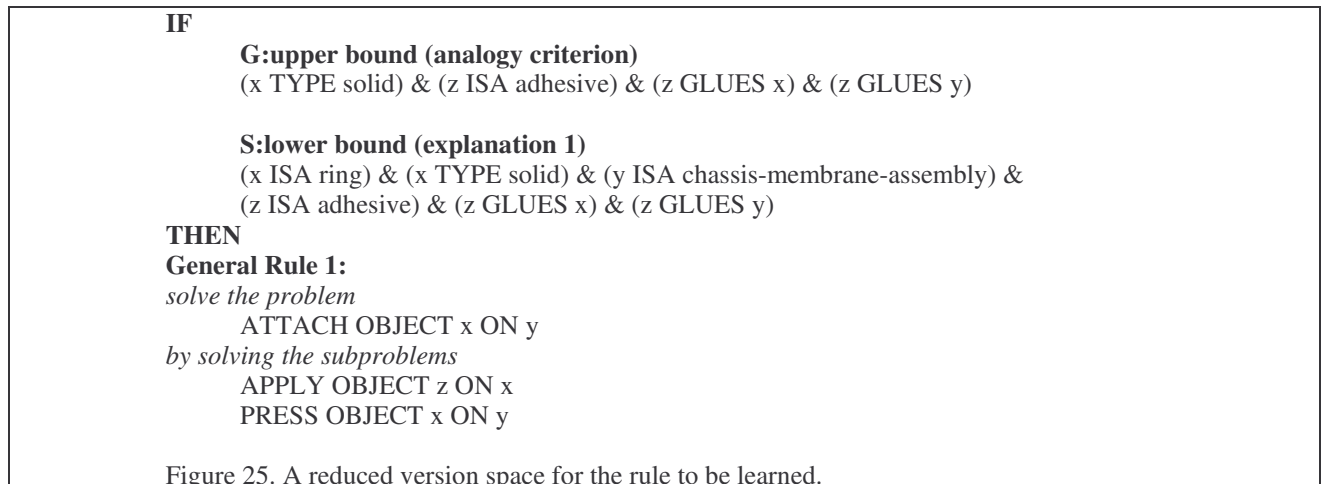 IF
G:upper bound (analogy criterion)
(x TYPE solid) & (z ISA adhesive) & (z GLUES x) & (z GLUES y)
S:lower bound (explanation 1)
(x ISA ring) & (x TYPE solid) & (y ISA chassis-membrane-assembly) &
(z ISA adhesive) & (z GLUES x) & (z GLUES y)
THEN
General Rule 1:
solve the problem
ATTACH OBJECT x ON y
by solving the subproblems
APPLY OBJECT z ON x
PRESS OBJECT x ON y
Figure 25. A reduced version space for the rule to be learned.